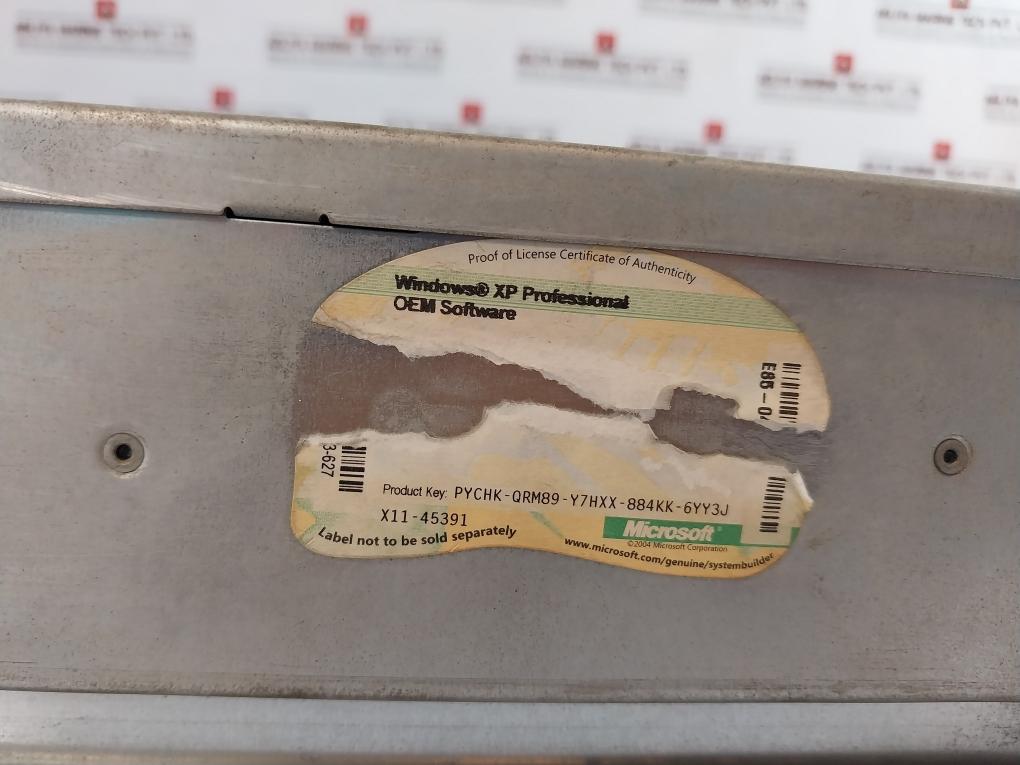 Proof of License Certificate of Authenticity
Windows® XP Professional
OEM Software
E85-04
3-627
Product Key: PYCHK-QRM89-Y7HXX-884KK-6YY3J
X11-45391
Microsoft®
©2004 Microsoft Corporation
Label not to be sold separately
www.microsoft.com/genuine/systembuilder